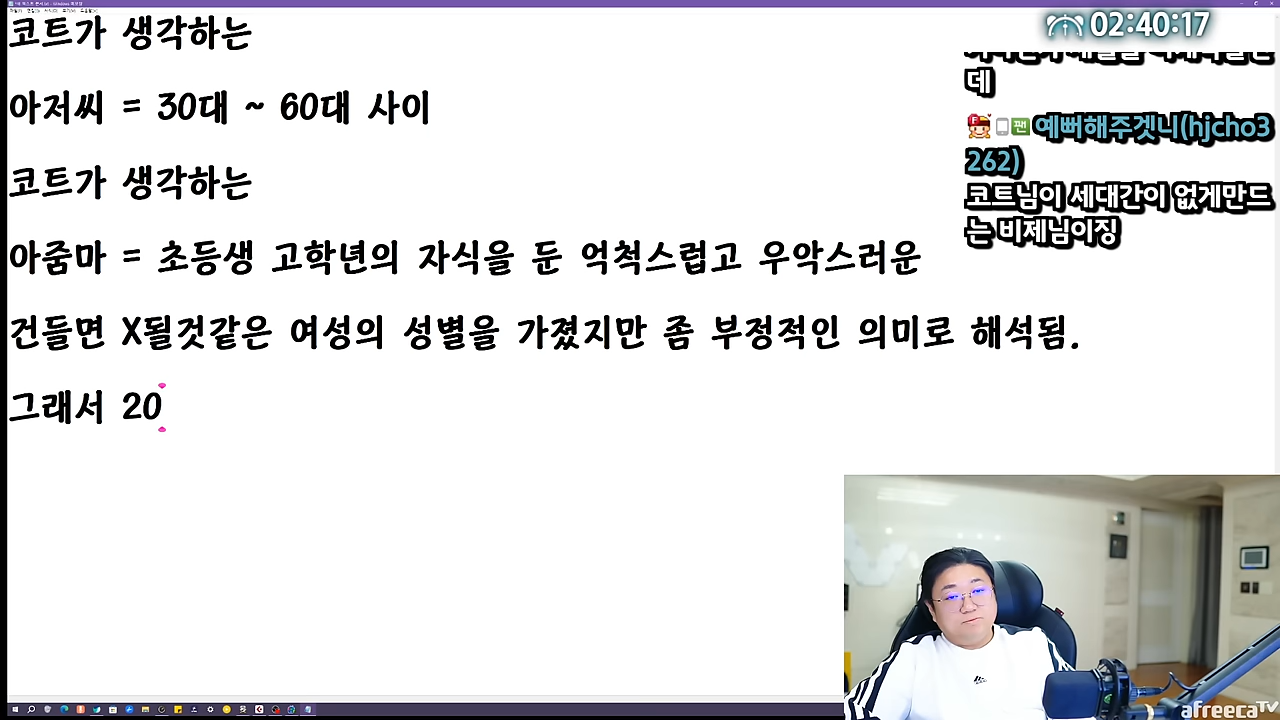 코트가 생각하는
아저씨 = 30대 ~ 60대 사이
코트가 생각하는
아줌마 = 초등생 고학년의 자식을 둔 억척스럽고 우악스러운
건들면 X될것같은 여성의 성별을 가졌지만 좀 부정적인 의미로 해석됨.
그래서 20
02:40:17
데
예뻐해주겟니(hjcho3
262)
코트님이 세대간이 없게만드
는 비제님이징
afreecaTV